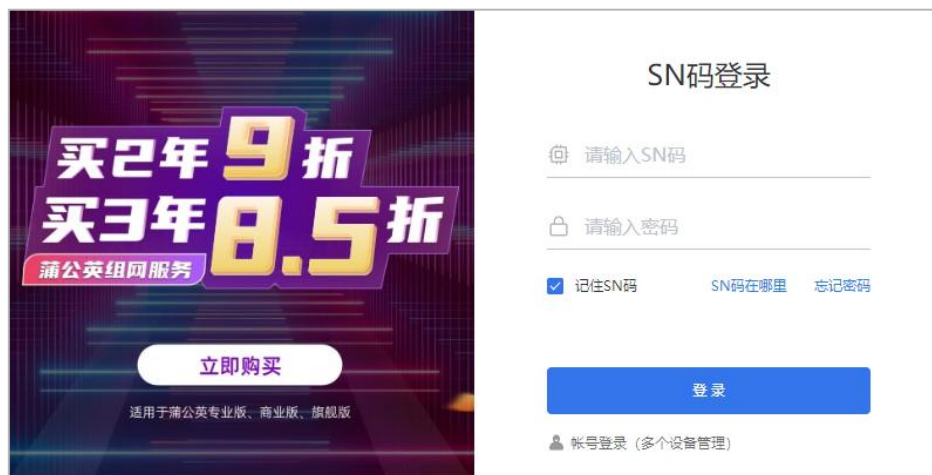 买2年9折
买3年8.5折
蒲公英组网服务
立即购买
适用于蒲公英专业版、商业版、旗舰版
SN码登录
请输入SN码
请输入密码
记住SN码 SN码在哪里 忘记密码
登录
帐号登录（多个设备管理）